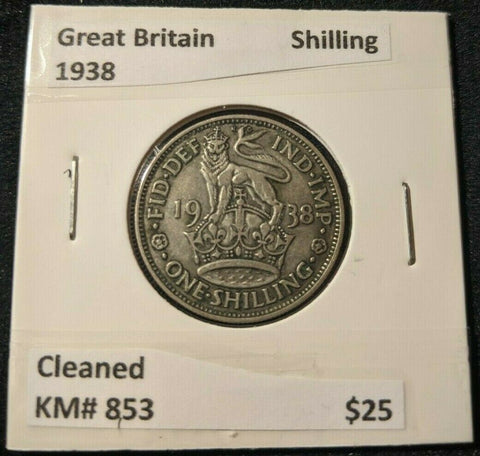 Great Britain Shilling
1938
FID·DEF IND·IMP·
19 38
·ONE·SHILLING·
Cleaned
KM# 853 $25